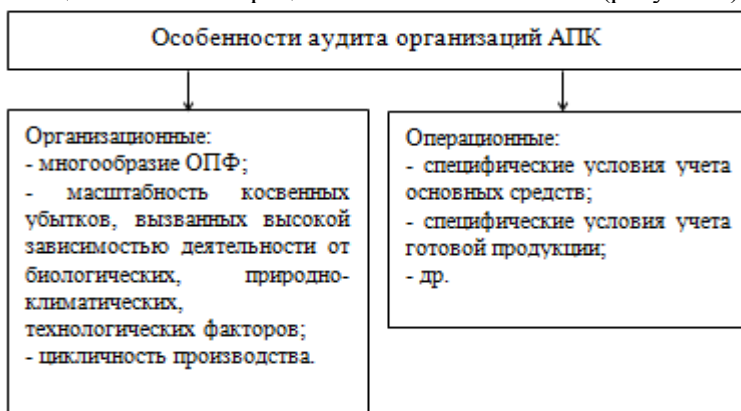 Особенности аудита организаций АПК
Организационные:
- многообразие ОПФ;
- масштабность косвенных
убытков, вызванных высокой
зависимостью деятельности от
биологических, природно-
климатических,
технологических факторов;
- цикличность производства.
Операционные:
- специфические условия учета
основных средств;
- специфические условия учета
готовой продукции;
- др.